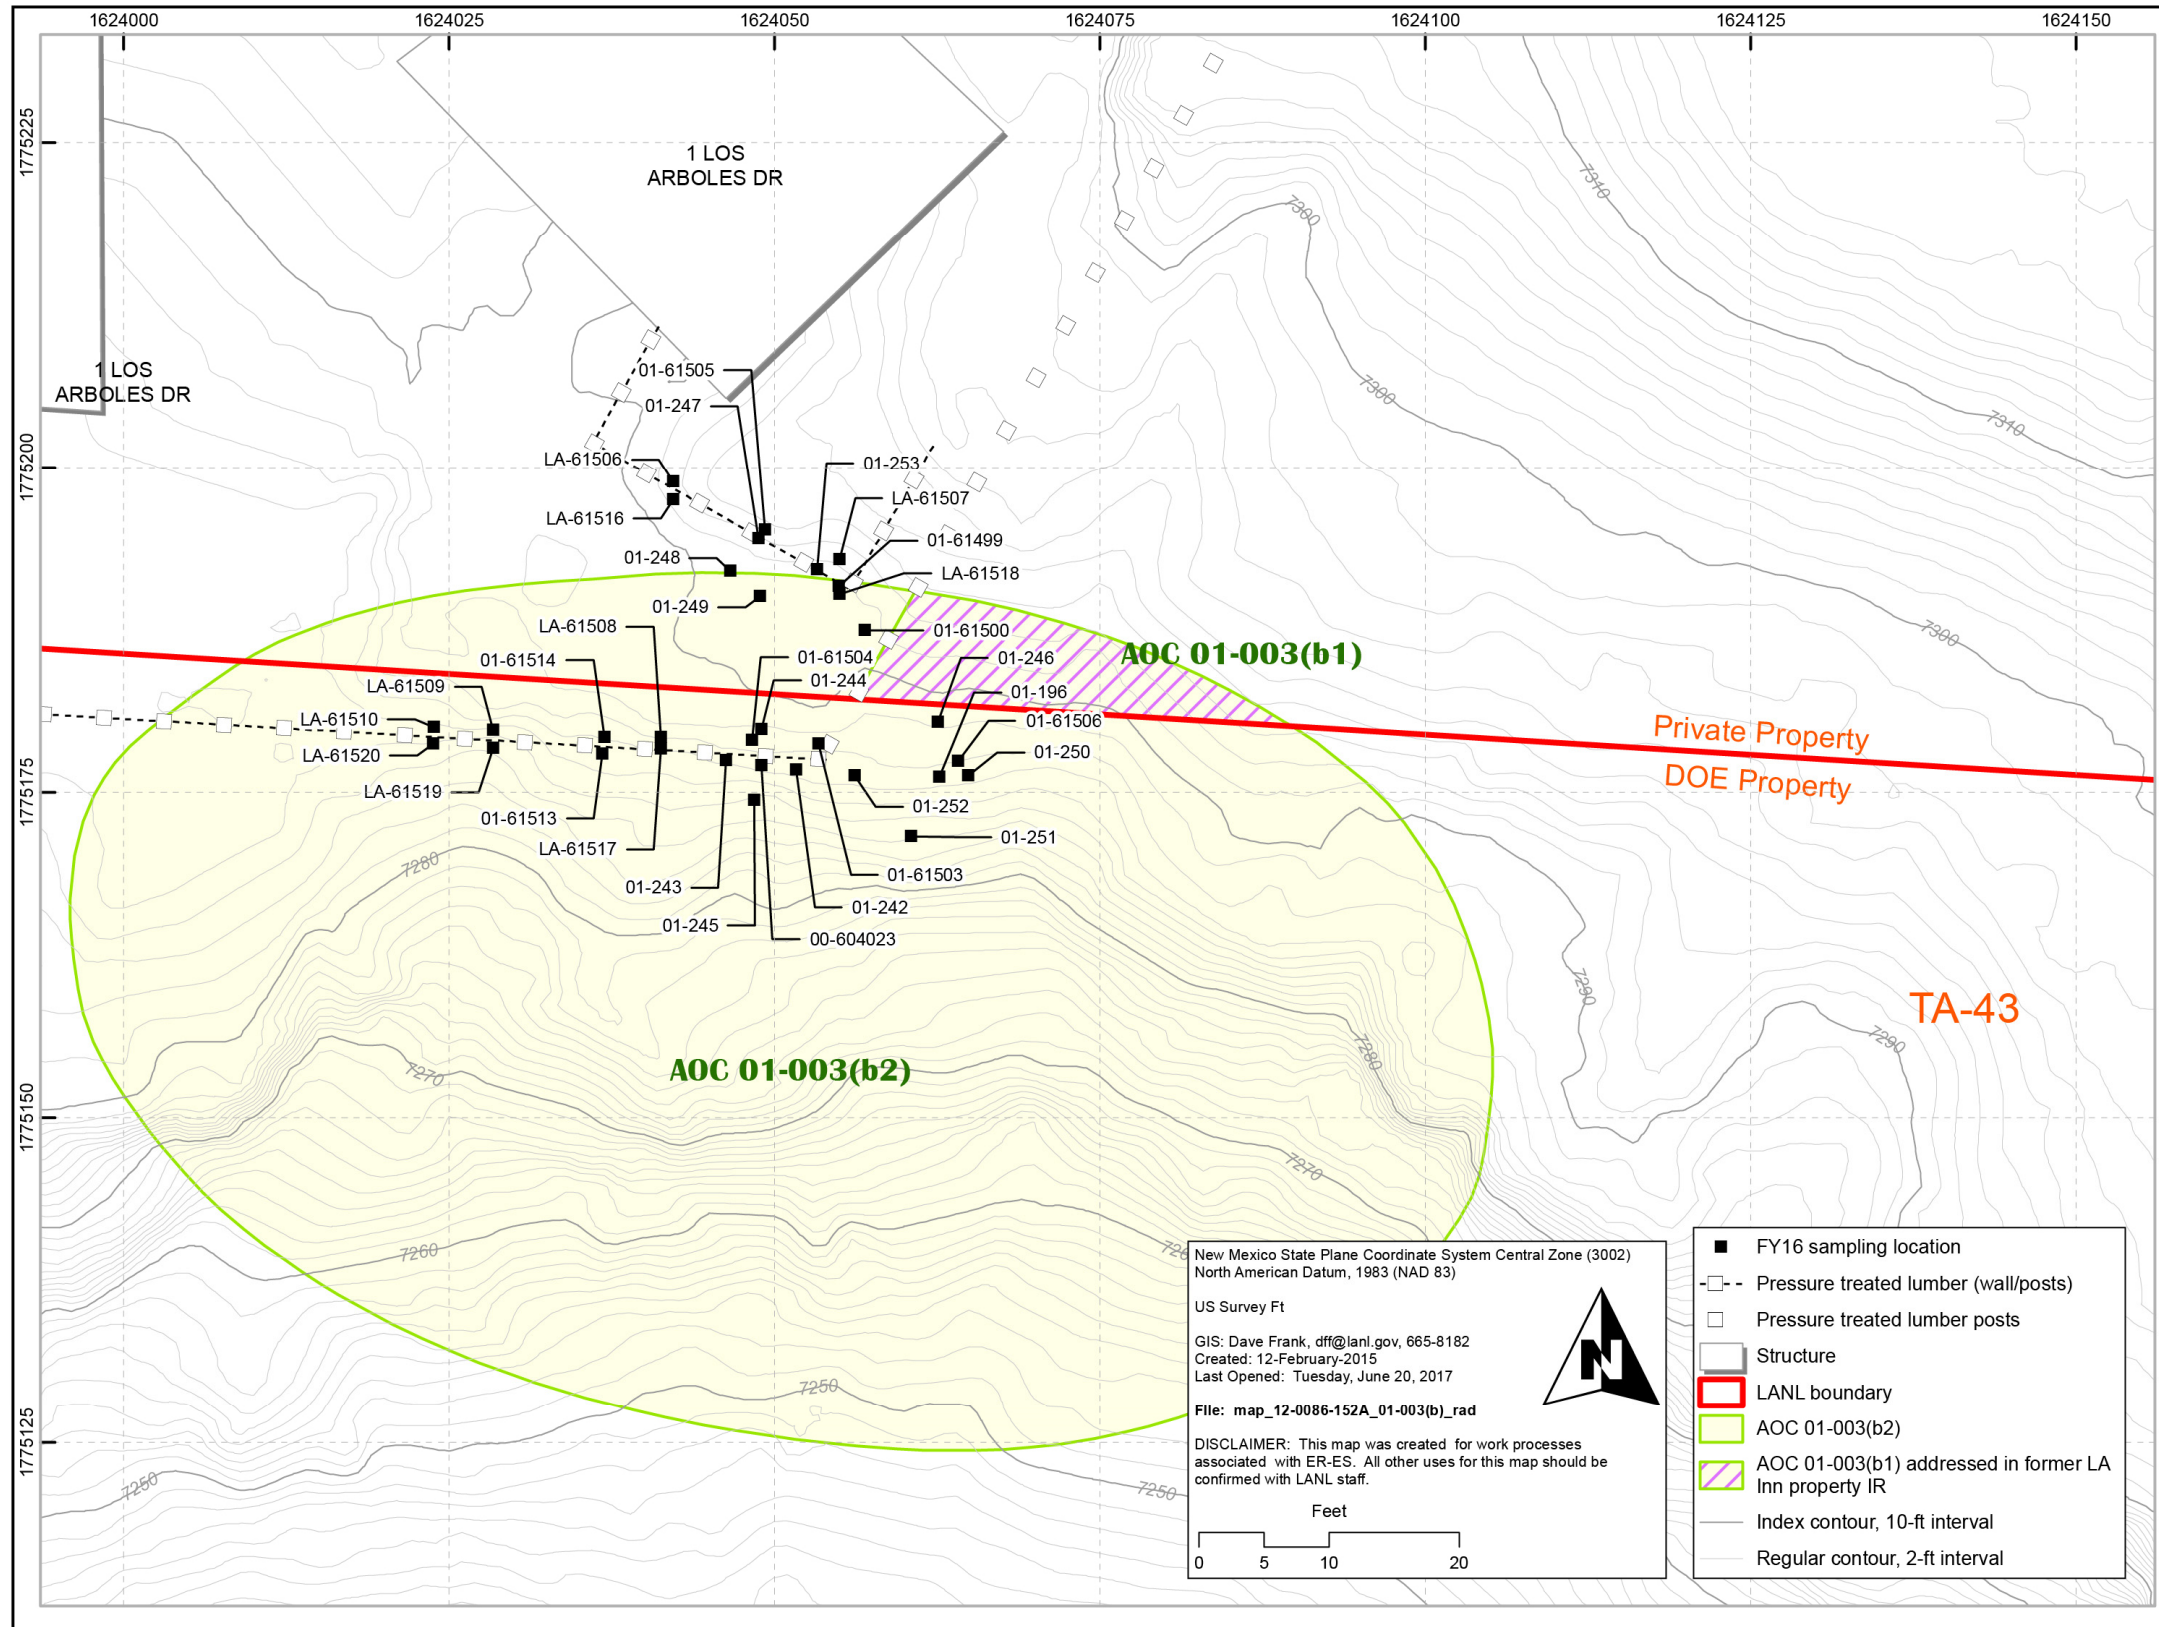 1624000
1624025
1624050
1624075
1624100
1624125
1624150
1775225
1775200
1775175
1775150
1775125
1 LOS
ARBOLES DR
1 LOS
ARBOLES DR
7310
7300
7300
7310
7300
01-61505
01-247
LA-61506
01-253
LA-61507
LA-61516
01-61499
01-248
LA-61518
01-249
LA-61508
01-61500
AOC 01-003(b1)
01-61514
01-61504
01-246
01-244
LA-61509
01-196
LA-61510
01-61506
Private Property
LA-61520
01-250
DOE Property
LA-61519
01-252
01-61513
01-251
LA-61517
7280
01-61503
01-243
01-242
01-245
00-604023
7290
TA-43
7290
7280
AOC 01-003(b2)
7270
7270
7260
7250
7250
7250
New Mexico State Plane Coordinate System Central Zone (3002)
North American Datum, 1983 (NAD 83)
US Survey Ft
GIS: Dave Frank, dff@lanl.gov, 665-8182
Created: 12-February-2015
Last Opened: Tuesday, June 20, 2017
FIle: map_12-0086-152A_01-003(b)_rad
DISCLAIMER: This map was created for work processes
associated with ER-ES. All other uses for this map should be
confirmed with LANL staff.
Feet
0 5 10 20
N
FY16 sampling location
Pressure treated lumber (wall/posts)
Pressure treated lumber posts
Structure
LANL boundary
AOC 01-003(b2)
AOC 01-003(b1) addressed in former LA
Inn property IR
Index contour, 10-ft interval
Regular contour, 2-ft interval